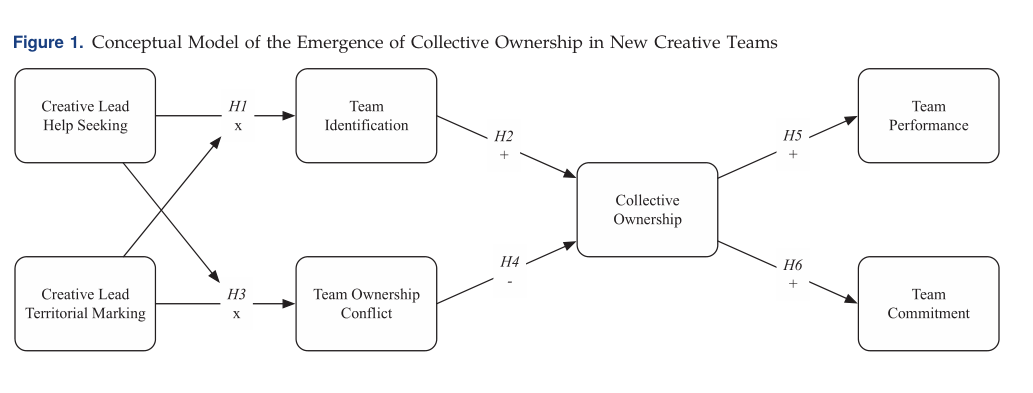 Figure 1. Conceptual Model of the Emergence of Collective Ownership in New Creative Teams
Creative Lead
Help Seeking
H1
x
Team
Identification
H2
+
Collective
Ownership
H5
+
Team
Performance
Creative Lead
Territorial Marking
H3
x
Team Ownership
Conflict
H4
-
H6
+
Team
Commitment